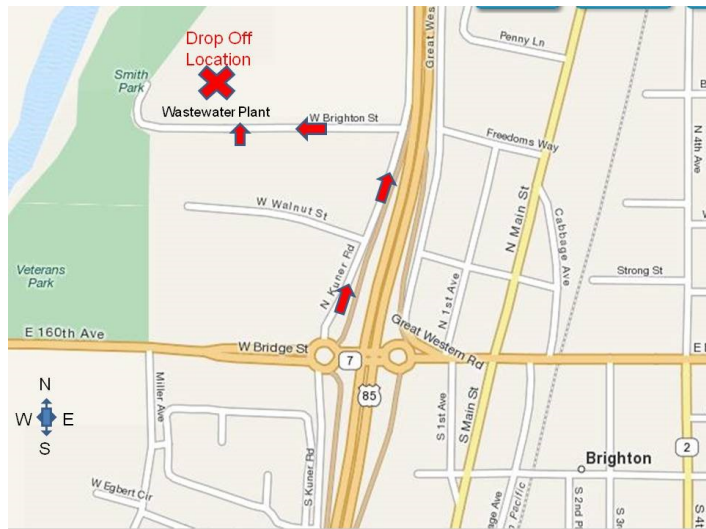 Drop Off
Location
Smith
Park
Wastewater Plant
W Brighton St
Great Wes
Penny Ln
Freedoms Way
N 4th Ave
W Walnut St
N Main St
Cabbage Ave
Veterans
Park
N Kuner Rd
N 1st Ave
Strong St
E 160th Ave
W Bridge St
7
Great Western Rd
85
Miller Ave
N
W E
S
S Kuner Rd
S 1st Ave
S Main St
2
Brighton
W Egbert Cir
Pacific
S 2nd Pl